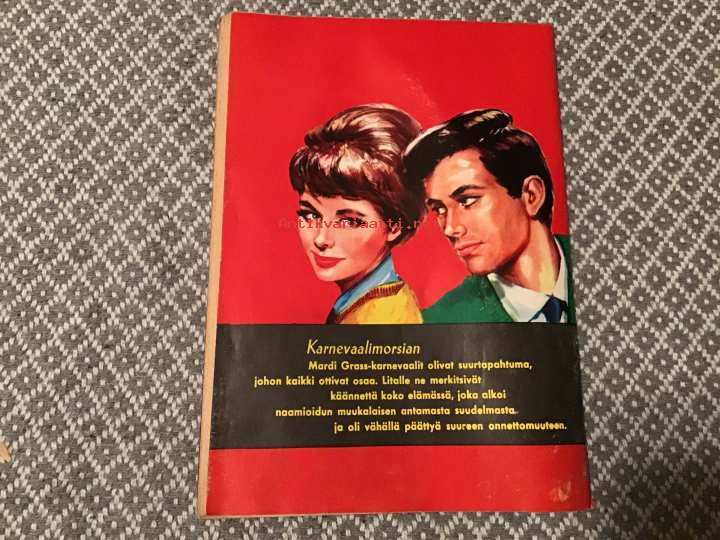 Antikvariaatti.n
Karnevaalimorsian
Mardi Grass-karnevaalit olivat suurtapahtuma,
johon kaikki ottivat osaa. Litalle ne merkitsivät
käännettä koko elämässä, joka alkoi
naamioidun muukalaisen antamasta suudelmasta..
ja oli vähällä päättyä suureen onnettomuuteen.